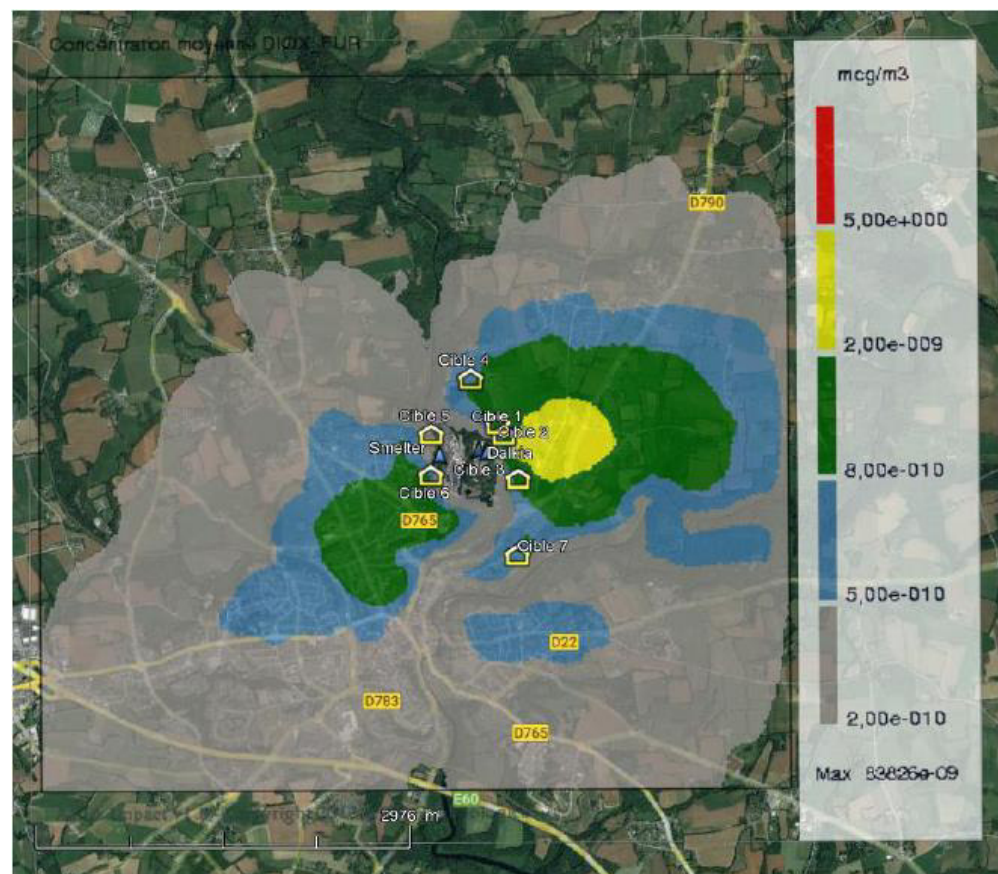 Concentration moyenne DIOX_FUR
mcg/m3
D790
5,00e+000
2,00e-009
Cible 4
Cible 5
Cible 1
Cible 2
Smelter
Dalkia
Cible 3
8,00e-010
Cible 6
D765
Cible 7
5,00e-010
D22
D783
2,00e-010
D765
Max
E60
2976 m